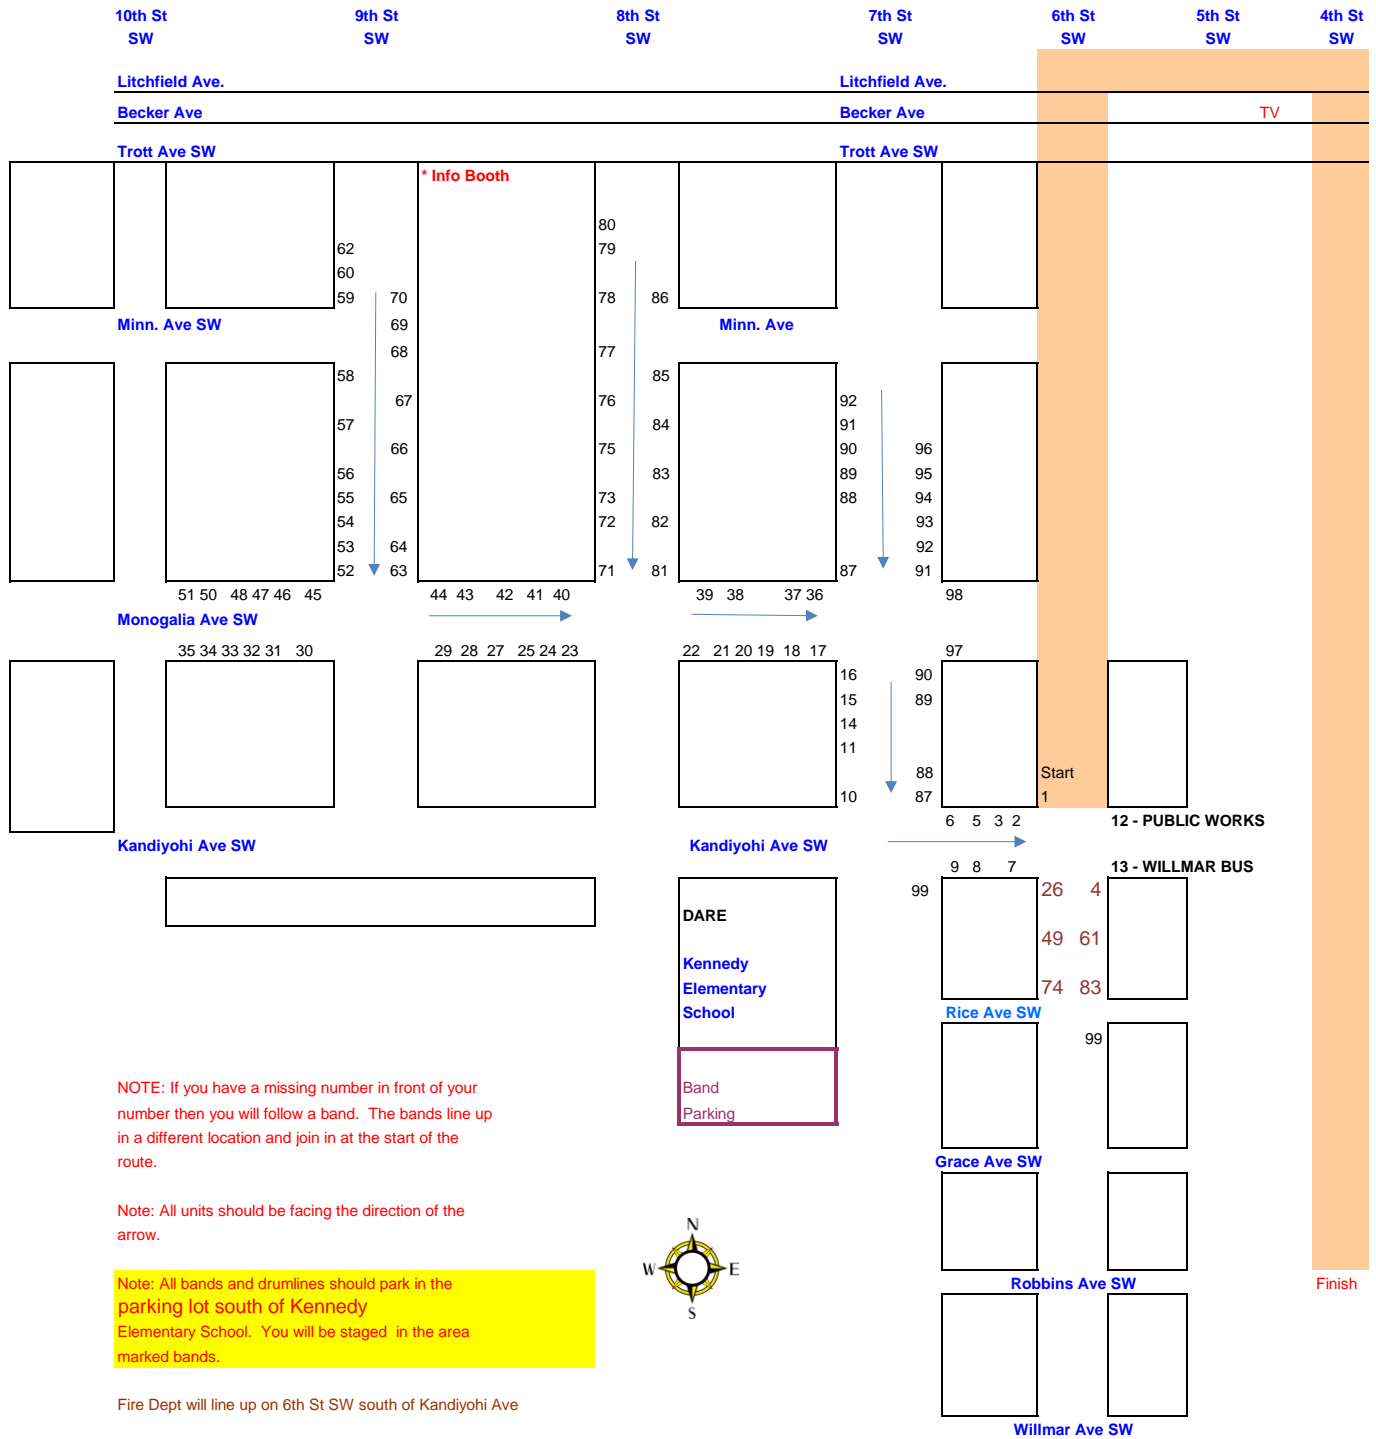 10th St SW 9th St SW 8th St SW 7th St SW 6th St SW 5th St SW 4th St SW
Litchfield Ave. Litchfield Ave.
Becker Ave Becker Ave TV
Trott Ave SW Trott Ave SW
* Info Booth
80
62 79
60
59 70 78 86
Minn. Ave SW 69 Minn. Ave
68 77
58 85
67 76 92
57 84 91
66 75 90 96
56 83 89 95
55 65 73 88 94
54 72 82 93
53 64 92
52 63 71 81 87 91
51 50 48 47 46 45 44 43 42 41 40 39 38 37 36 98
Monogalia Ave SW
35 34 33 32 31 30 29 28 27 25 24 23 22 21 20 19 18 17 97
16 90
15 89
14
11
88 Start
10 87 1
6 5 3 2 12 - PUBLIC WORKS
Kandiyohi Ave SW Kandiyohi Ave SW
9 8 7 13 - WILLMAR BUS
99 26 4
DARE
49 61
Kennedy
Elementary 74 83
School Rice Ave SW
99
NOTE: If you have a missing number in front of your Band
number then you will follow a band. The bands line up Parking
in a different location and join in at the start of the
route.
Grace Ave SW
Note: All units should be facing the direction of the
arrow.
N
W E
S
Note: All bands and drumlines should park in the Robbins Ave SW Finish
parking lot south of Kennedy
Elementary School. You will be staged in the area
marked bands.
Fire Dept will line up on 6th St SW south of Kandiyohi Ave
Willmar Ave SW